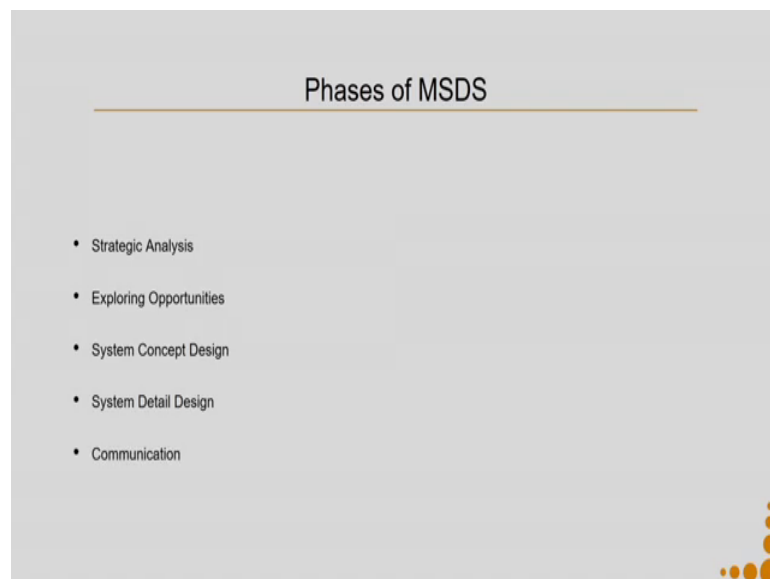 Phases of MSDS
• Strategic Analysis
• Exploring Opportunities
• System Concept Design
• System Detail Design
• Communication